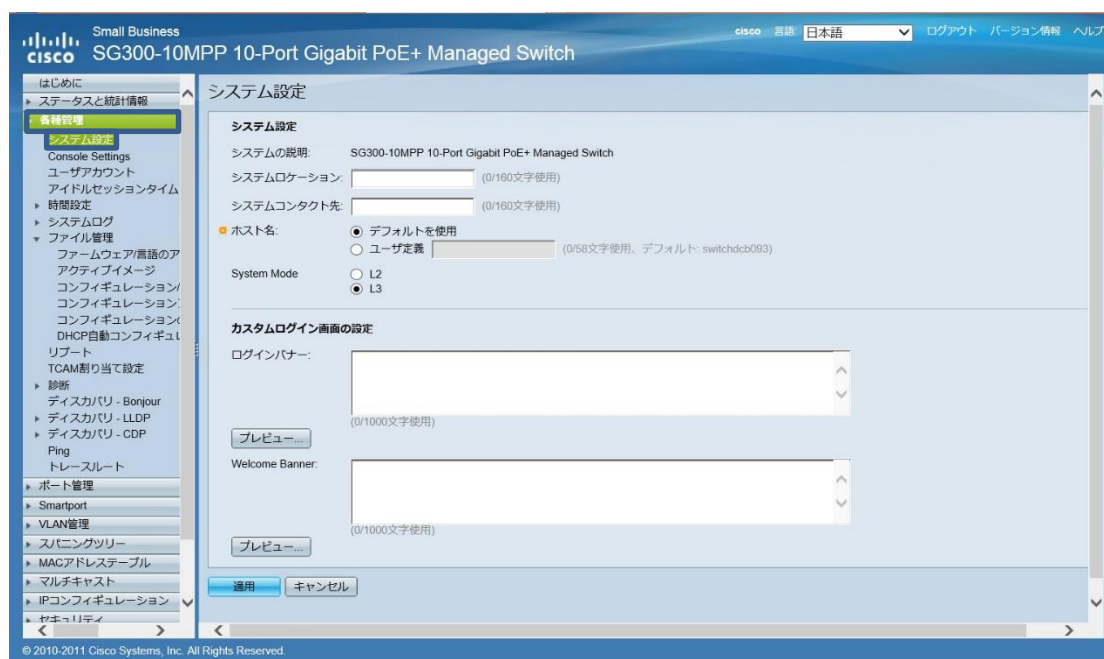 Small Business
cisco 言語 日本語 ログアウト バージョン情報 ヘルプ
CISCO SG300-10MPP 10-Port Gigabit PoE+ Managed Switch
はじめに
ステータスと統計情報
各種管理
システム設定
Console Settings
ユーザアカウント
アイドルセッションタイム
時間設定
システムログ
ファイル管理
ファームウェア/言語のア
アクティブイメージ
コンフィギュレーション/
コンフィギュレーション
コンフィギュレーション
DHCP自動コンフィギュレ
リブート
TCAM割り当て設定
診断
ディスカバリ - Bonjour
ディスカバリ - LLDP
ディスカバリ - CDP
Ping
トレースルート
ポート管理
Smartport
VLAN管理
スパニングツリー
MACアドレステーブル
マルチキャスト
IPコンフィギュレーション
セキュリティ
システム設定
システム設定
システムの説明: SG300-10MPP 10-Port Gigabit PoE+ Managed Switch
システムロケーション: (0/160文字使用)
システムコンタクト先: (0/160文字使用)
ホスト名: デフォルトを使用
ユーザ定義 (0/58文字使用、デフォルト: switchdcb093)
System Mode L2
L3
カスタムログイン画面の設定
ログインバナー:
(0/1000文字使用)
プレビュー...
Welcome Banner:
(0/1000文字使用)
プレビュー...
適用 キャンセル
© 2010-2011 Cisco Systems, Inc. All Rights Reserved.